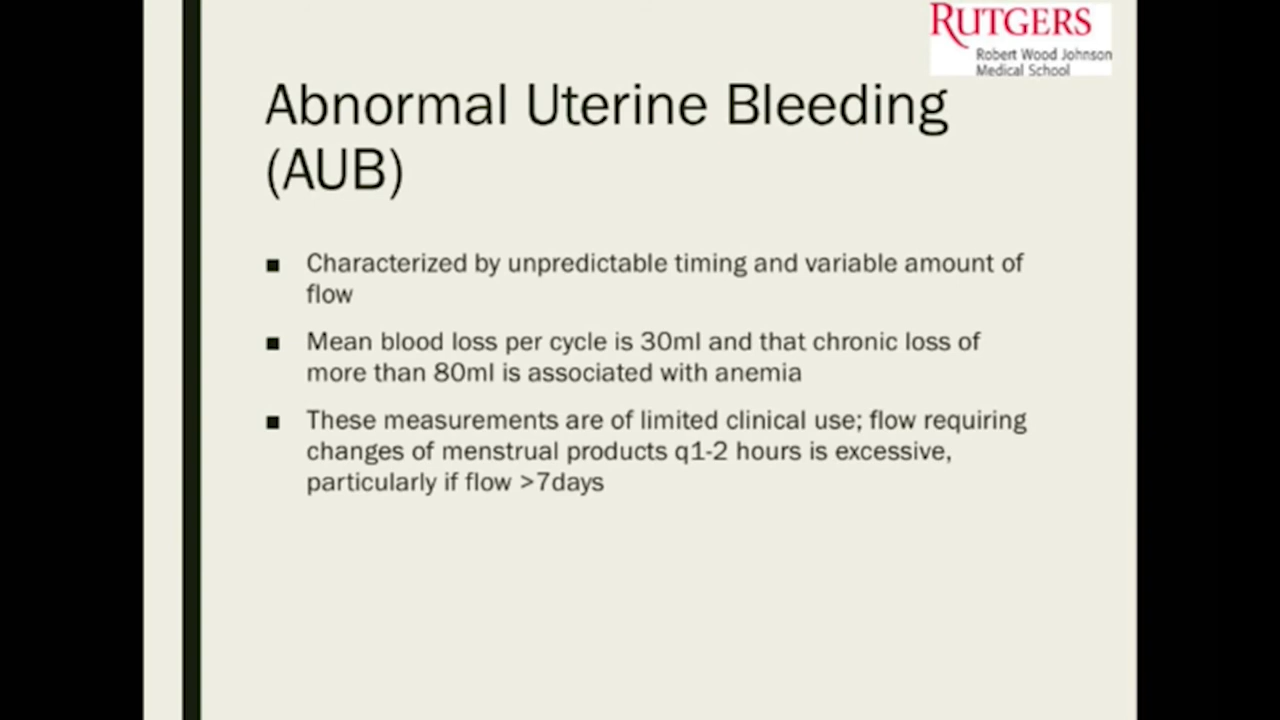 RUTGERS
Robert Wood Johnson
Medical School
Abnormal Uterine Bleeding
(AUB)
■ Characterized by unpredictable timing and variable amount of
flow
■ Mean blood loss per cycle is 30ml and that chronic loss of
more than 80ml is associated with anemia
■ These measurements are of limited clinical use; flow requiring
changes of menstrual products q1-2 hours is excessive,
particularly if flow >7days